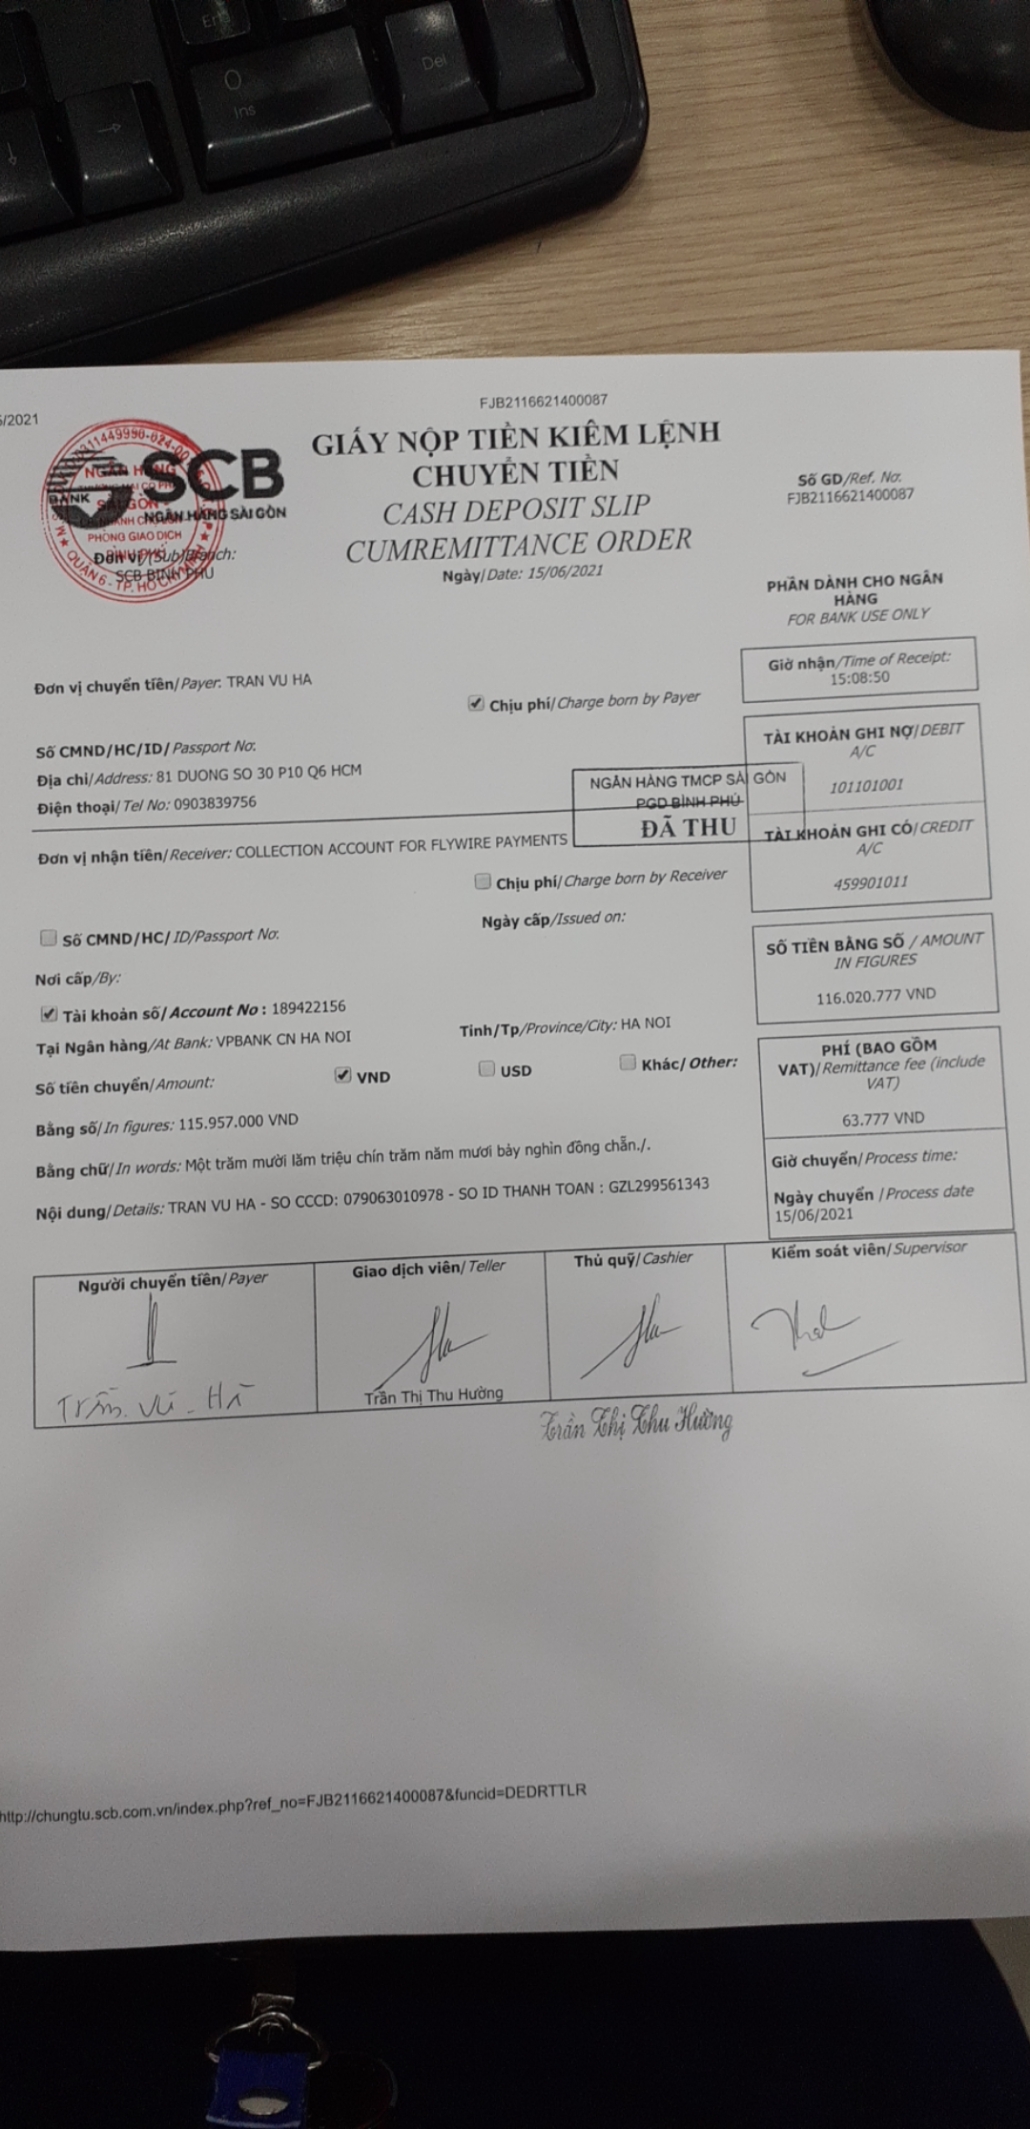 Ent
O
Ins
Del
FJB2116621400087
/2021
GIẤY NỘP TIỀN KIÊM LỆNH
CHUYỂN TIỀN
CASH DEPOSIT SLIP
CUMREMITTANCE ORDER
Ngày/Date: 15/06/2021
Số GD/Ref. No.
FJB2116621400087
SCB
BANK
NGÂN HÀNG SÀI GÒN
NGÂN HÀNG
SÀI GÒN
PHÒNG GIAO DỊCH
BÌNH PHÚ
QUẬN 6 - TP. HỒ CHÍ MINH
Đơn vị/(Sub)Branch:
SCB BINH PHU
PHẦN DÀNH CHO NGÂN
HÀNG
FOR BANK USE ONLY
Giờ nhận/Time of Receipt:
15:08:50
Đơn vị chuyển tiền/Payer: TRAN VU HA
Chịu phí/Charge born by Payer
TÀI KHOẢN GHI NỢ/DEBIT
A/C
101101001
Số CMND/HC/ID/ Passport No:
Địa chỉ/Address: 81 DUONG SO 30 P10 Q6 HCM
Điện thoại/ Tel No: 0903839756
NGÂN HÀNG TMCP SÀI GÒN
PGD BÌNH PHÚ
ĐÃ THU
TÀI KHOẢN GHI CÓ/CREDIT
A/C
459901011
Đơn vị nhận tiền/Receiver: COLLECTION ACCOUNT FOR FLYWIRE PAYMENTS
Chịu phí/Charge born by Receiver
Số CMND/HC/ ID/Passport No:
Ngày cấp/Issued on:
SỐ TIỀN BẰNG SỐ / AMOUNT
IN FIGURES
116.020.777 VND
Nơi cấp/By:
Tài khoản số/Account No : 189422156
Tại Ngân hàng/At Bank: VPBANK CN HA NOI
Tỉnh/Tp/Province/City: HA NOI
Số tiền chuyển/Amount:
VND
USD
Khác/ Other:
PHÍ (BAO GỒM
VAT)/Remittance fee (include
VAT)
63.777 VND
Bằng số/In figures: 115.957.000 VND
Bằng chữ/In words: Một trăm mười lăm triệu chín trăm năm mươi bảy nghìn đồng chẵn./.
Giờ chuyển/Process time:
Nội dung/Details: TRAN VU HA - SO CCCD: 079063010978 - SO ID THANH TOAN : GZL299561343
Ngày chuyển /Process date
15/06/2021
Người chuyển tiền/Payer
Giao dịch viên/Teller
Thủ quỹ/Cashier
Kiểm soát viên/Supervisor
Trần Vũ Hà
Trần Thị Thu Hường
Trần Thị Thu Hường
http://chungtu.scb.com.vn/index.php?ref_no=FJB2116621400087&funcid=DEDRTTLR